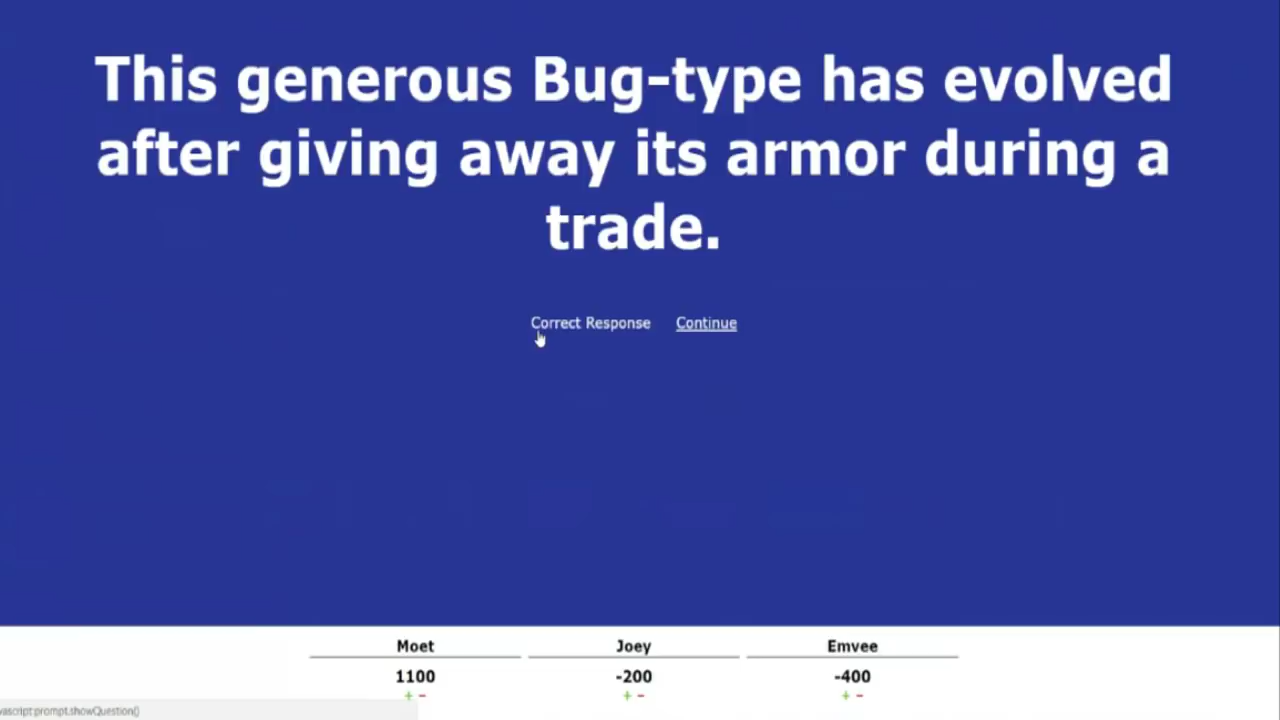 This generous Bug-type has evolved
after giving away its armor during a
trade.
Correct Response Continue
Moet Joey Emvee
1100 -200 -400
+ - + - + -
vascript:prompt.showQuestion()